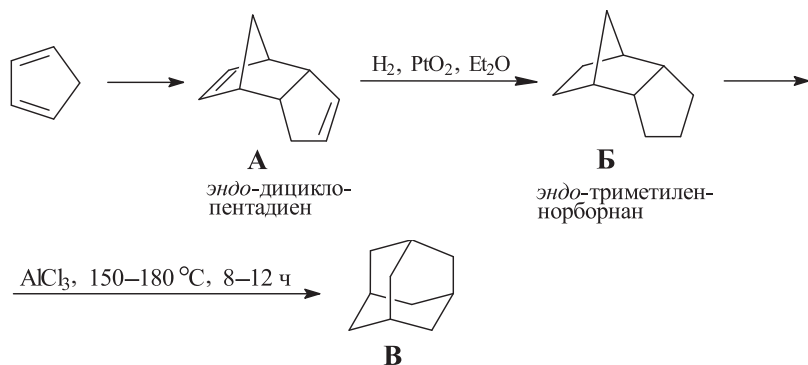 H₂, PtO₂, Et₂O
А
эндо-дицикло-
пентадиен
Б
эндо-триметилен-
норборнан
AlCl₃, 150–180 °C, 8–12 ч
В